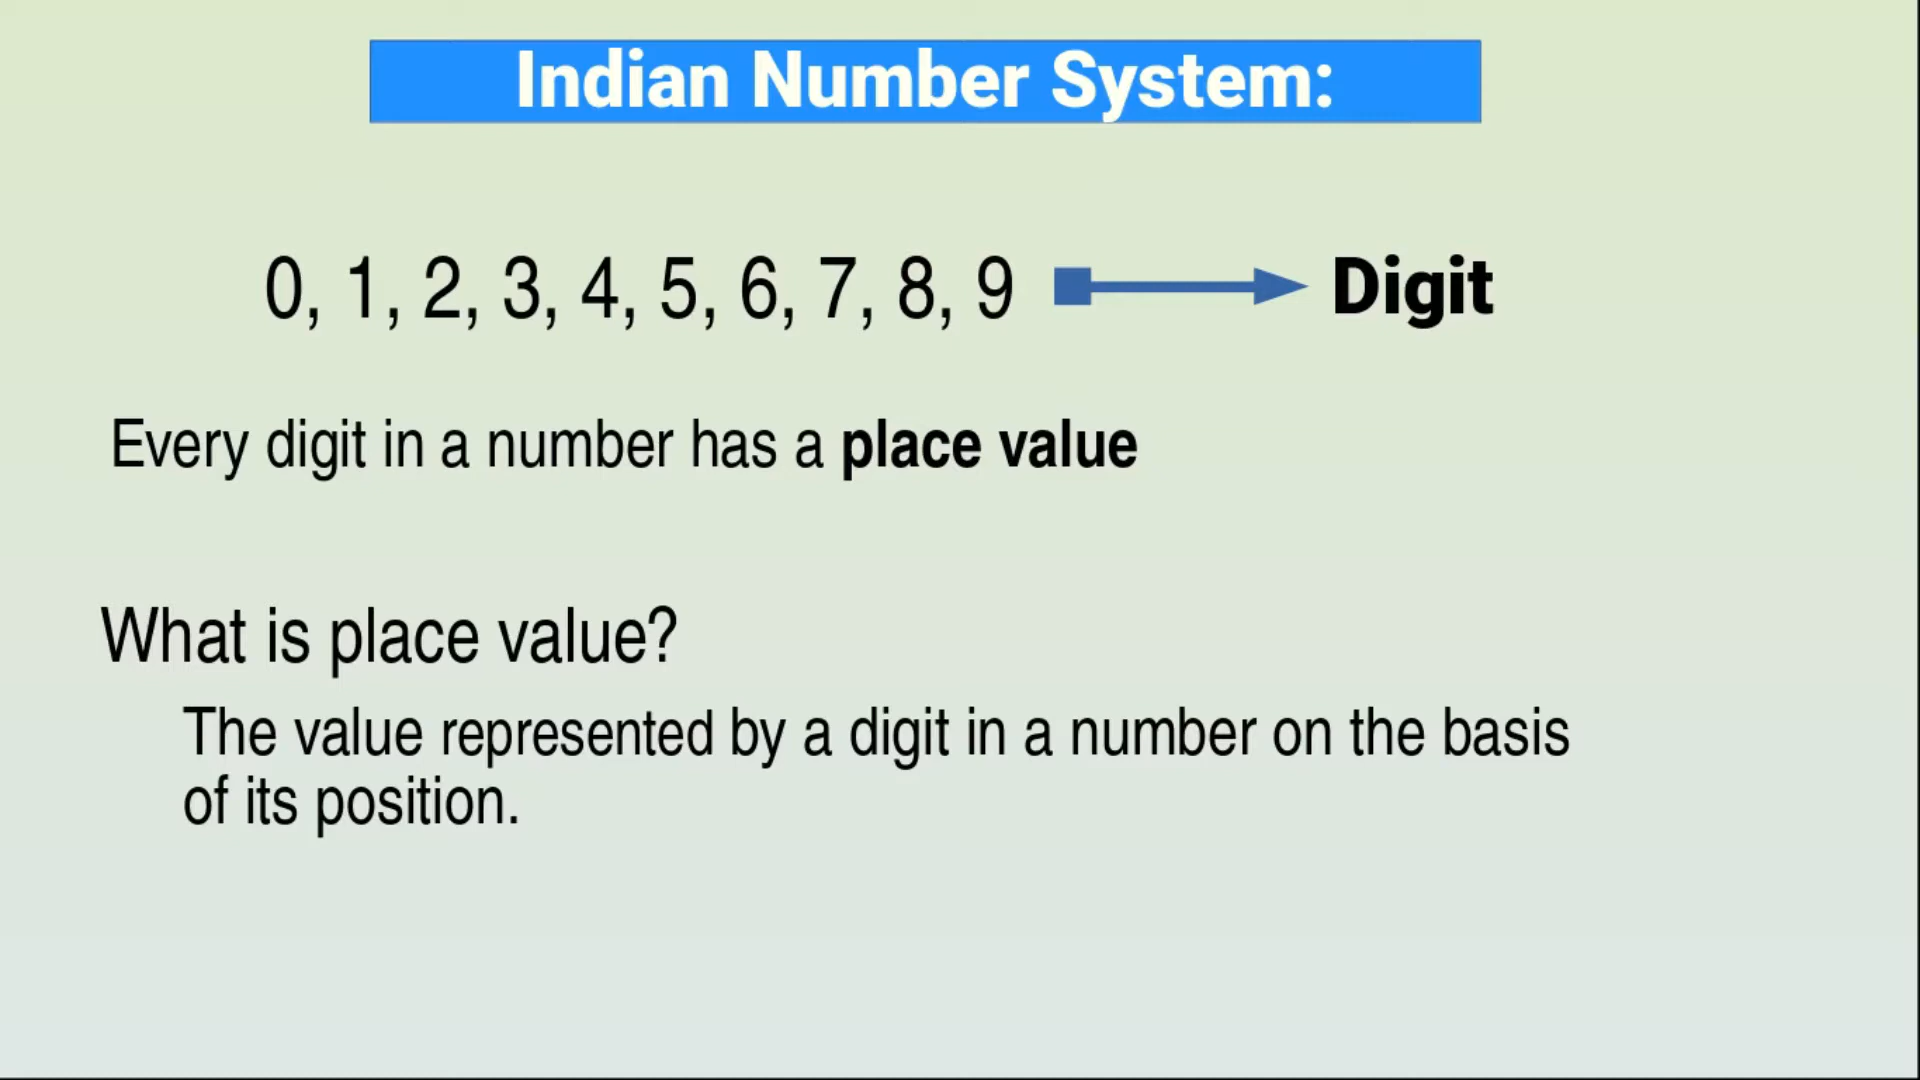 Indian Number System:
0, 1, 2, 3, 4, 5, 6, 7, 8, 9 Digit
Every digit in a number has a place value
What is place value?
The value represented by a digit in a number on the basis
of its position.